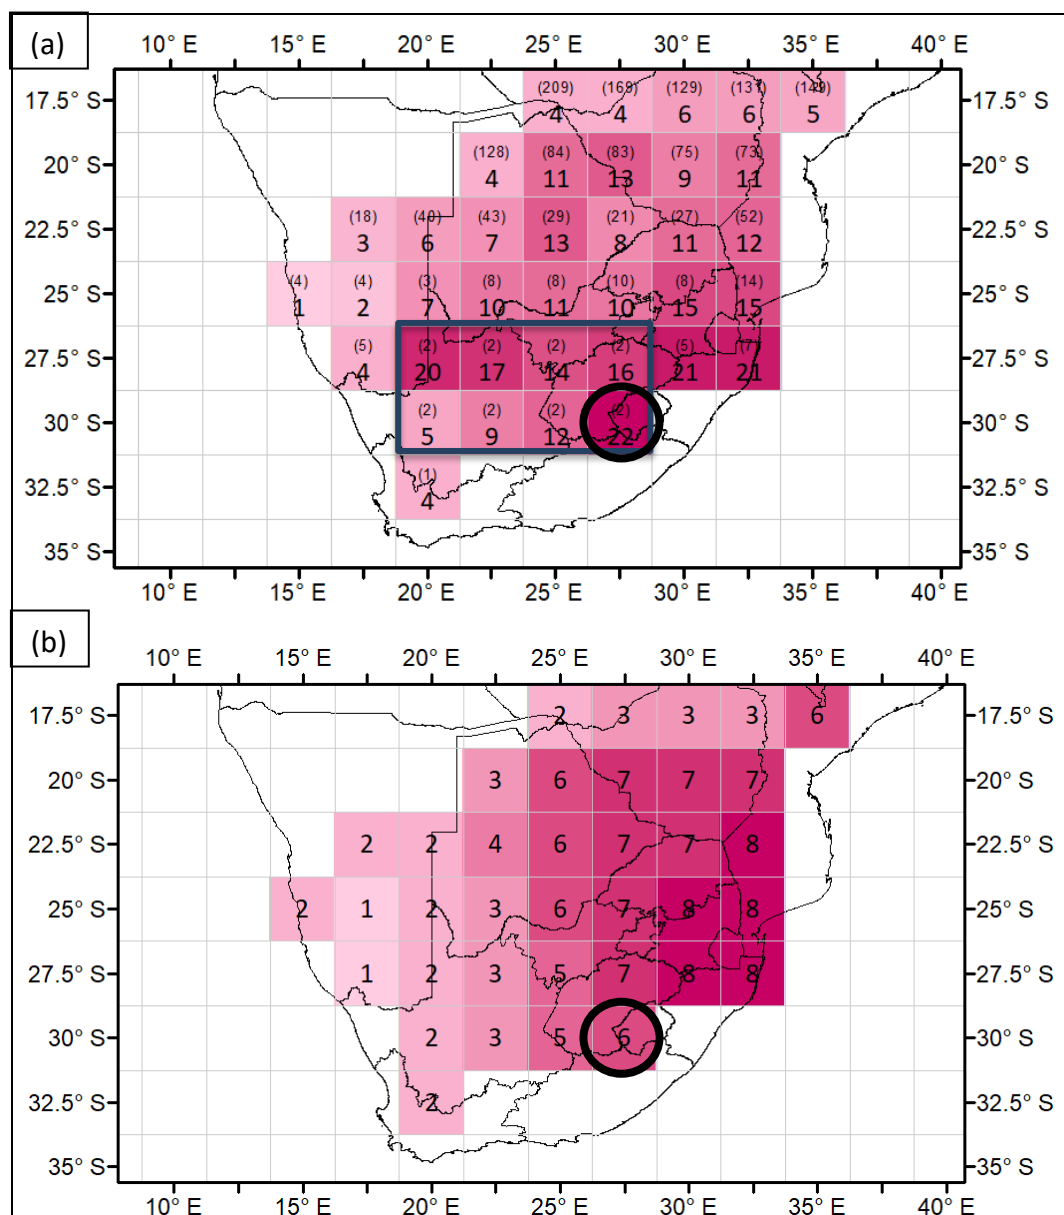 (a)
10° E 15° E 20° E 25° E 30° E 35° E 40° E
(209) (169) (129) (131) (149)
17.5° S 4 4 6 6 5 17.5° S
(128) (84) (83) (75) (73)
20° S 4 11 13 9 11 20° S
(18) (40) (43) (29) (21) (27) (52)
22.5° S 3 6 7 13 8 11 12 22.5° S
(4) (4) (3) (8) (8) (10) (8) (14)
25° S 1 2 7 10 11 10 15 15 25° S
(5) (2) (2) (2) (2) (5) (7)
27.5° S 4 20 17 14 16 21 21 27.5° S
(2) (2) (2) (2)
30° S 5 9 12 22 30° S
(1)
32.5° S 4 32.5° S
35° S 35° S
10° E 15° E 20° E 25° E 30° E 35° E 40° E
(b)
10° E 15° E 20° E 25° E 30° E 35° E 40° E
17.5° S 2 3 3 3 6 17.5° S
20° S 3 6 7 7 7 20° S
22.5° S 2 2 4 6 7 7 8 22.5° S
25° S 2 1 2 3 6 7 8 8 25° S
27.5° S 1 2 3 5 7 8 8 27.5° S
30° S 2 3 5 6 30° S
32.5° S 2 32.5° S
35° S 35° S
10° E 15° E 20° E 25° E 30° E 35° E 40° E